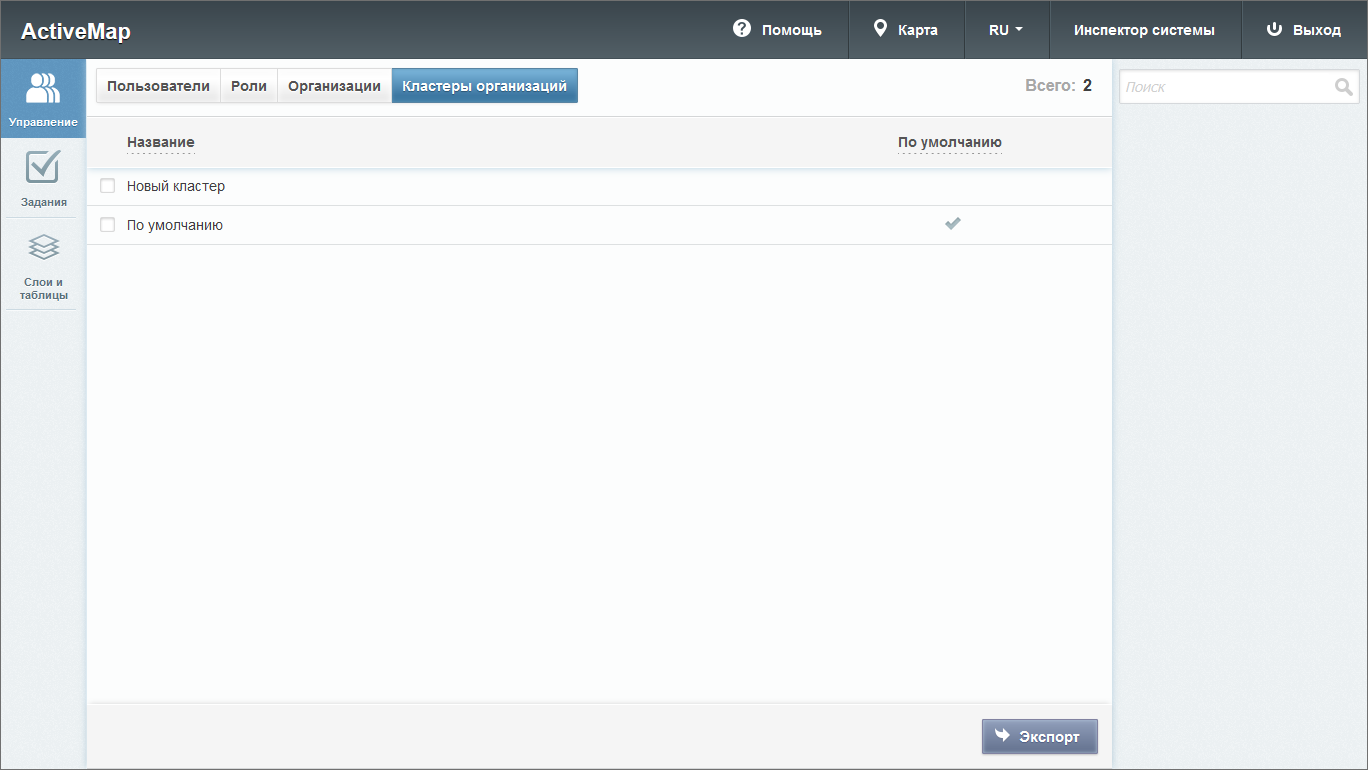 ActiveMap
Помощь
Карта
RU
Инспектор системы
Выход
Управление
Задания
Слои и
таблицы
Пользователи
Роли
Организации
Кластеры организаций
Всего: 2
Название
По умолчанию
Новый кластер
По умолчанию
Экспорт
Поиск